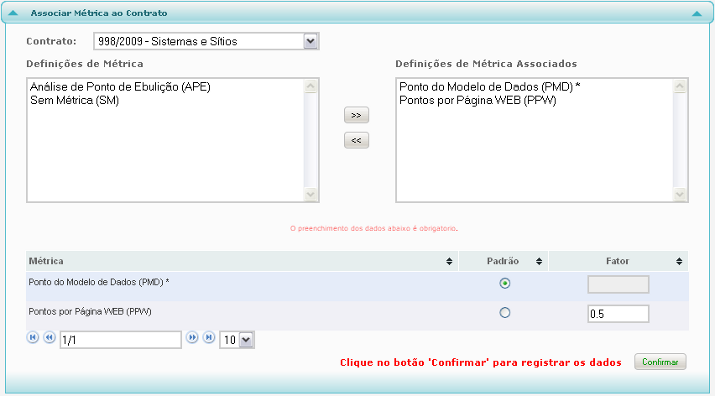 Associar Métrica ao Contrato
Contrato: 998/2009 - Sistemas e Sítios
Definições de Métrica
Definições de Métrica Associados
Análise de Ponto de Ebulição (APE)
Sem Métrica (SM)
>>
<<
Ponto do Modelo de Dados (PMD) *
Pontos por Página WEB (PPW)
O preenchimento dos dados abaixo é obrigatorio.
Métrica Padrão Fator
Ponto do Modelo de Dados (PMD) *
Pontos por Página WEB (PPW) 0.5
1/1 10
Clique no botão 'Confirmar' para registrar os dados Confirmar